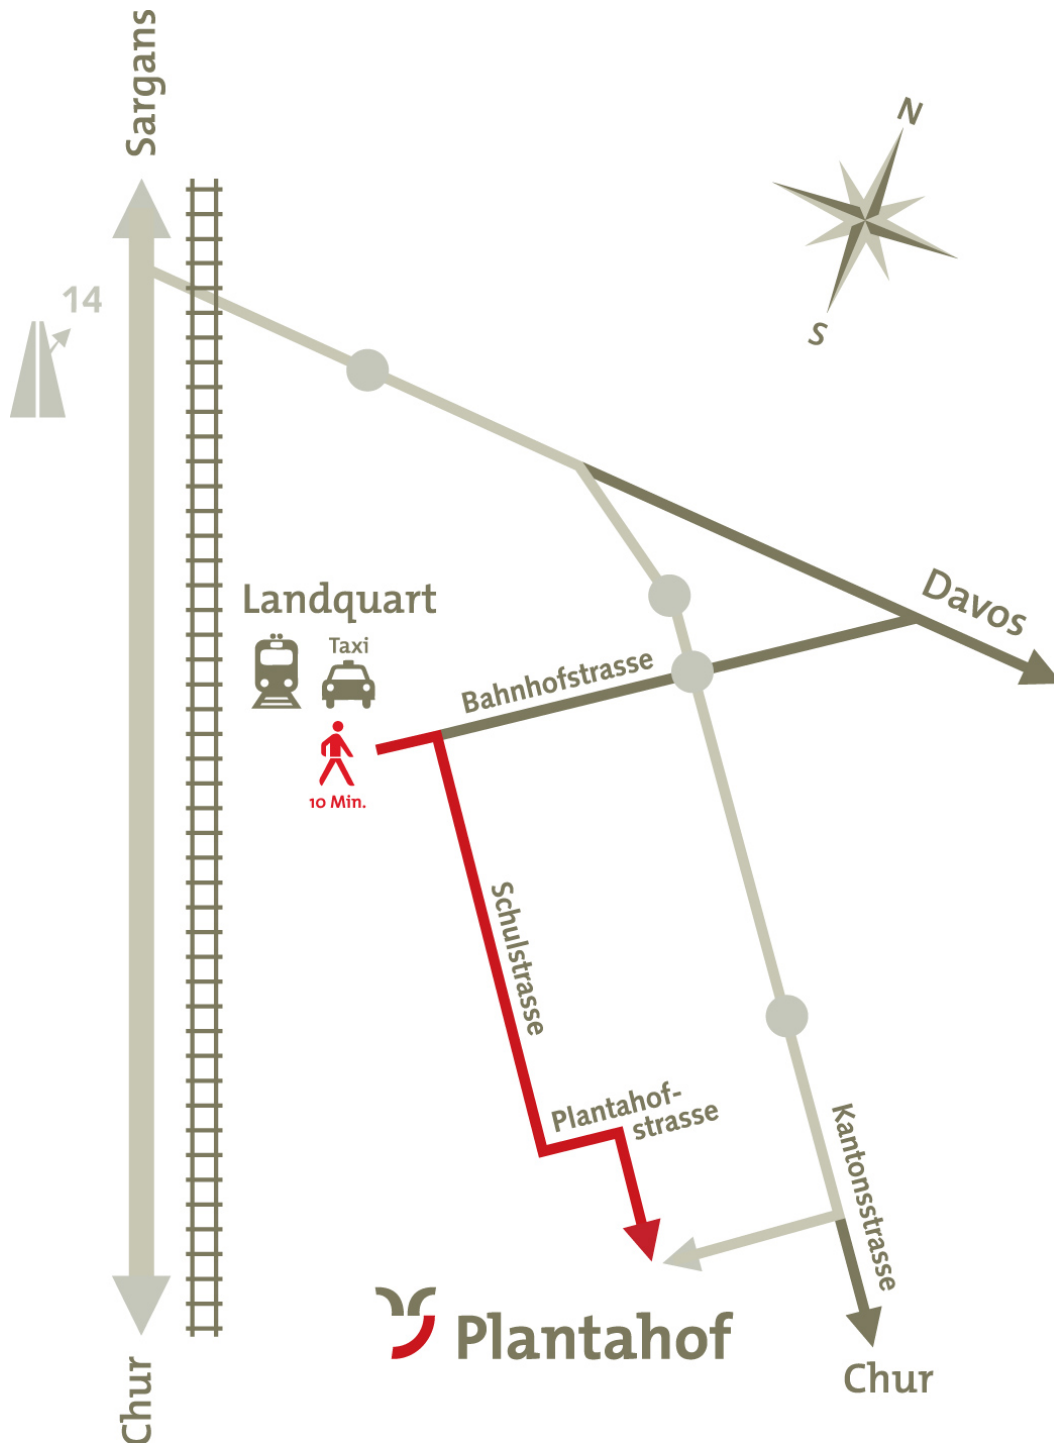 Sargans
N
S
14
Landquart
Taxi
10 Min.
Davos
Bahnhofstrasse
Schulstrasse
Plantahof-
strasse
Kantonsstrasse
Plantahof
Chur
Chur